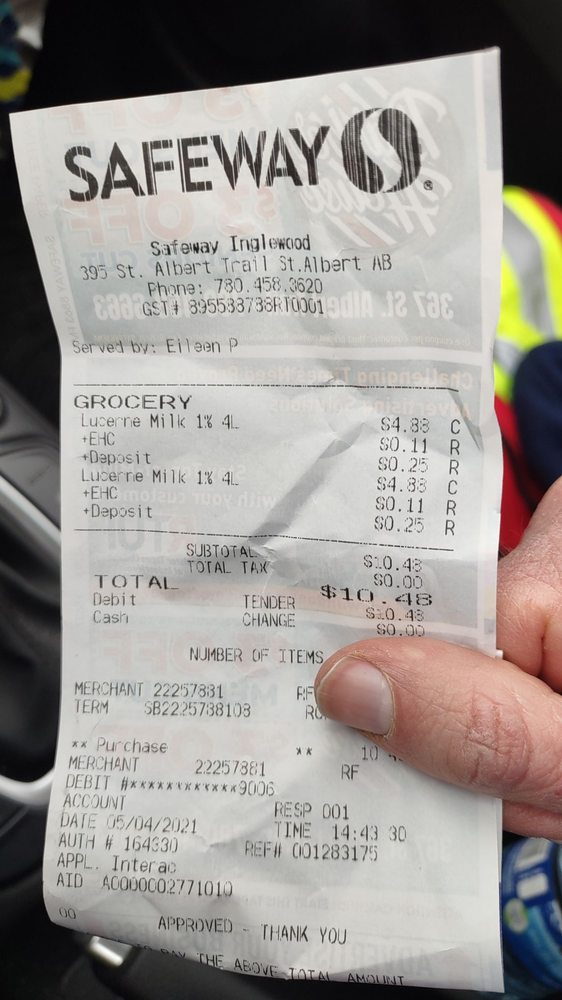 SAFEWAY
Safeway Inglewood
395 St. Albert Trail St.Albert AB
Phone: 780.458.3620
GST# 895588788RT0001
Served by: Eileen P
GROCERY
Lucerne Milk 1% 4L $4.88 C
+EHC $0.11 R
+Deposit $0.25 R
Lucerne Milk 1% 4L $4.88 C
+EHC $0.11 R
+Deposit $0.25 R
SUBTOTAL $10.48
TOTAL TAX $0.00
TOTAL $10.48
Debit TENDER $10.48
Cash CHANGE $0.00
NUMBER OF ITEMS
MERCHANT 22257881 RF
TERM SB2225788108
** Purchase ** 10
MERCHANT 22257881 RF
DEBIT #************9006
ACCOUNT RESP 001
DATE 05/04/2021 TIME 14:43 30
AUTH # 164330 REF# 001283175
APPL. Interac
AID A0000002771010
00 APPROVED - THANK YOU
PAY THE ABOVE TOTAL AMOUNT